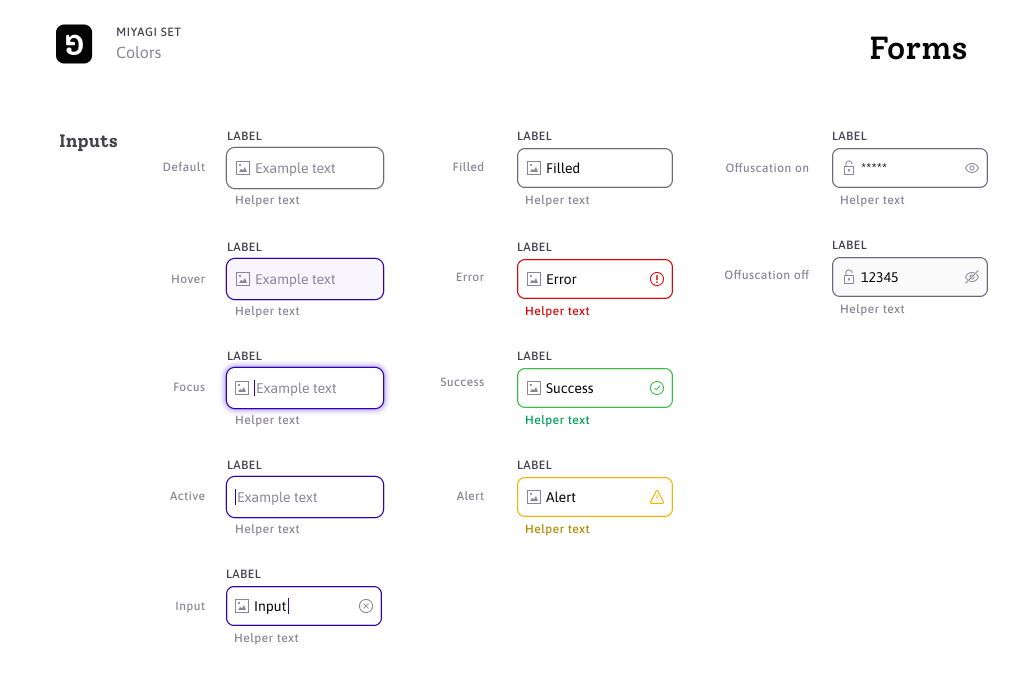 MIYAGI SET
Colors
Forms
Inputs
Default
LABEL
Example text
Helper text
Hover
LABEL
Example text
Helper text
Focus
LABEL
Example text
Helper text
Active
LABEL
Example text
Helper text
Input
LABEL
Input
Helper text
Filled
LABEL
Filled
Helper text
Error
LABEL
Error
Helper text
Success
LABEL
Success
Helper text
Alert
LABEL
Alert
Helper text
Offuscation on
LABEL
*****
Helper text
Offuscation off
LABEL
12345
Helper text